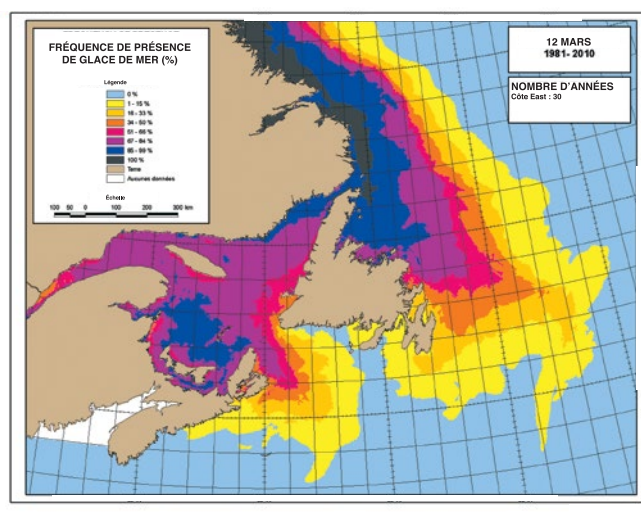 FRÉQUENCE DE PRÉSENCE
DE GLACE DE MER (%)
Légende
0 %
1 - 15 %
16 - 33 %
34 - 50 %
51 - 66 %
67 - 84 %
85 - 99 %
100 %
Terre
Aucunes données
Échelle
100 50 0 100 200 300 km
12 MARS
1981- 2010
NOMBRE D'ANNÉES
Côte East : 30